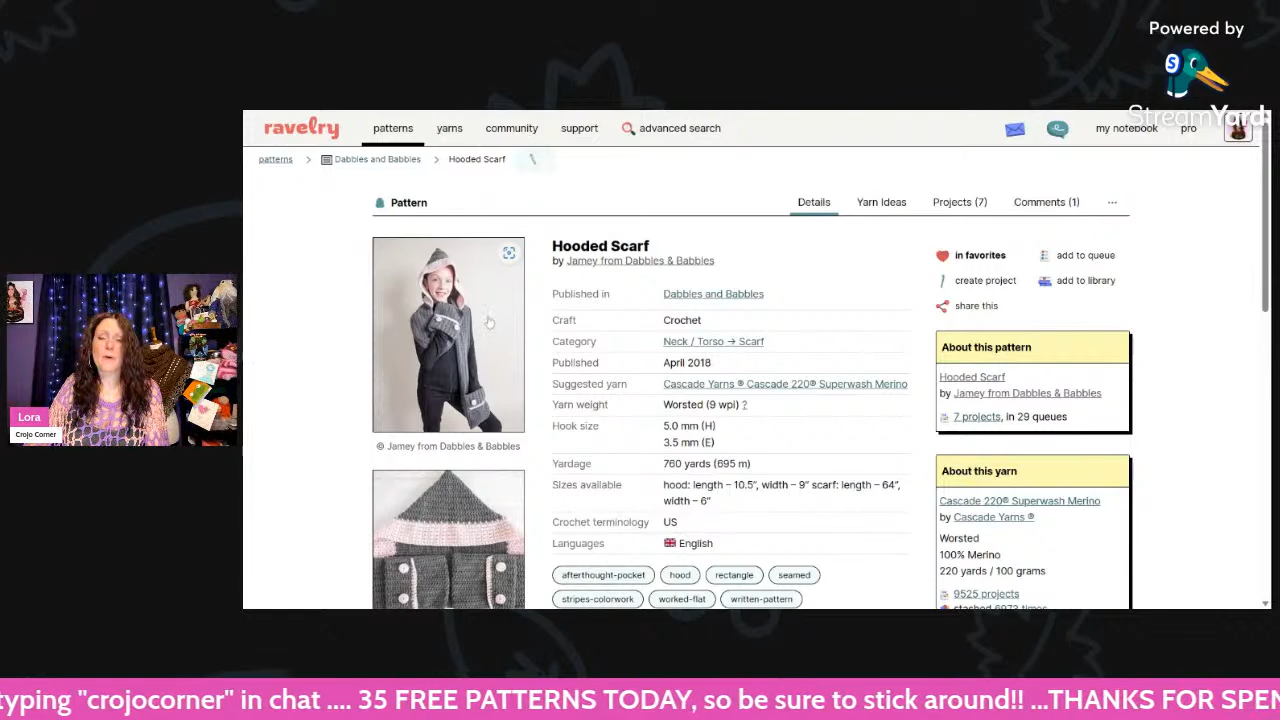 Powered by
StreamYard
ravelry
patterns yarns community support advanced search my notebook pro
patterns > Dabbles and Babbles > Hooded Scarf
Pattern
Details Yarn Ideas Projects (7) Comments (1) ...
Hooded Scarf
by Jamey from Dabbles & Babbles
Published in Dabbles and Babbles
Craft Crochet
Category Neck / Torso → Scarf
Published April 2018
Suggested yarn Cascade Yarns ® Cascade 220® Superwash Merino
Yarn weight Worsted (9 wpi) ?
Hook size 5.0 mm (H)
3.5 mm (E)
Yardage 760 yards (695 m)
Sizes available hood: length – 10.5", width – 9" scarf: length – 64",
width – 6"
Crochet terminology US
Languages English
afterthought-pocket hood rectangle seamed
stripes-colorwork worked-flat written-pattern
© Jamey from Dabbles & Babbles
in favorites add to queue
create project add to library
share this
About this pattern
Hooded Scarf
by Jamey from Dabbles & Babbles
7 projects, in 29 queues
About this yarn
Cascade 220® Superwash Merino
by Cascade Yarns ®
Worsted
100% Merino
220 yards / 100 grams
9525 projects
stashed 6973 times
Lora
Crojo Corner
typing "crojocorner" in chat .... 35 FREE PATTERNS TODAY, so be sure to stick around!! ...THANKS FOR SPEN